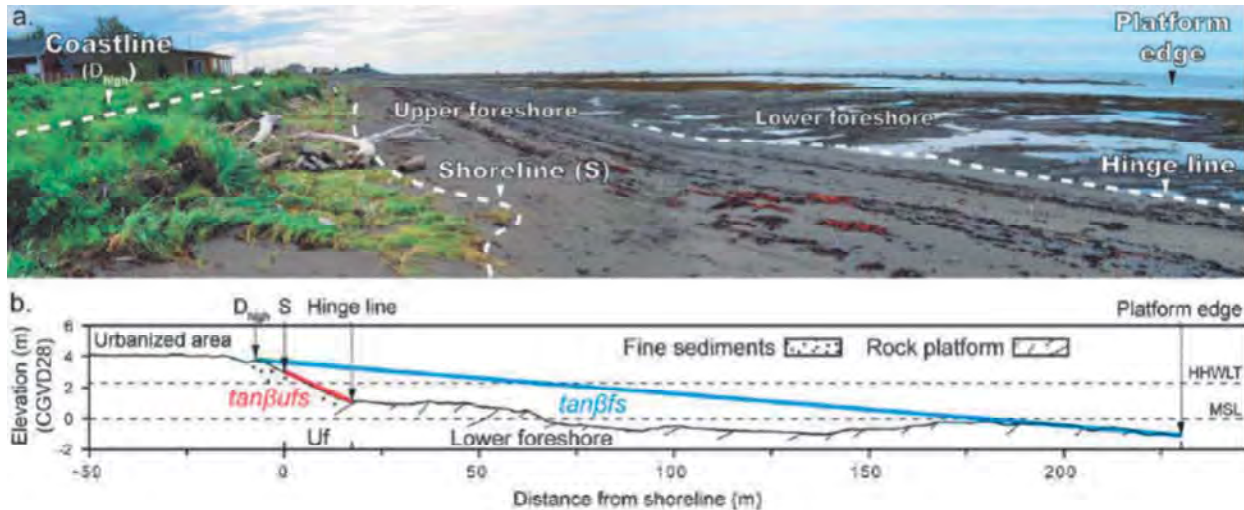 a.
Coastline
(Dhigh)
Platform
edge
Upper foreshore
Lower foreshore
Shoreline (S)
Hinge line
b.
Dhigh S Hinge line Platform edge
Elevation (m)
(CGVD28)
6
4
2
0
-2
Urbanized area
Fine sediments
Rock platform
HHWLT
MSL
tanβufs
tanβfs
Uf
Lower foreshore
-50 0 50 100 150 200
Distance from shoreline (m)